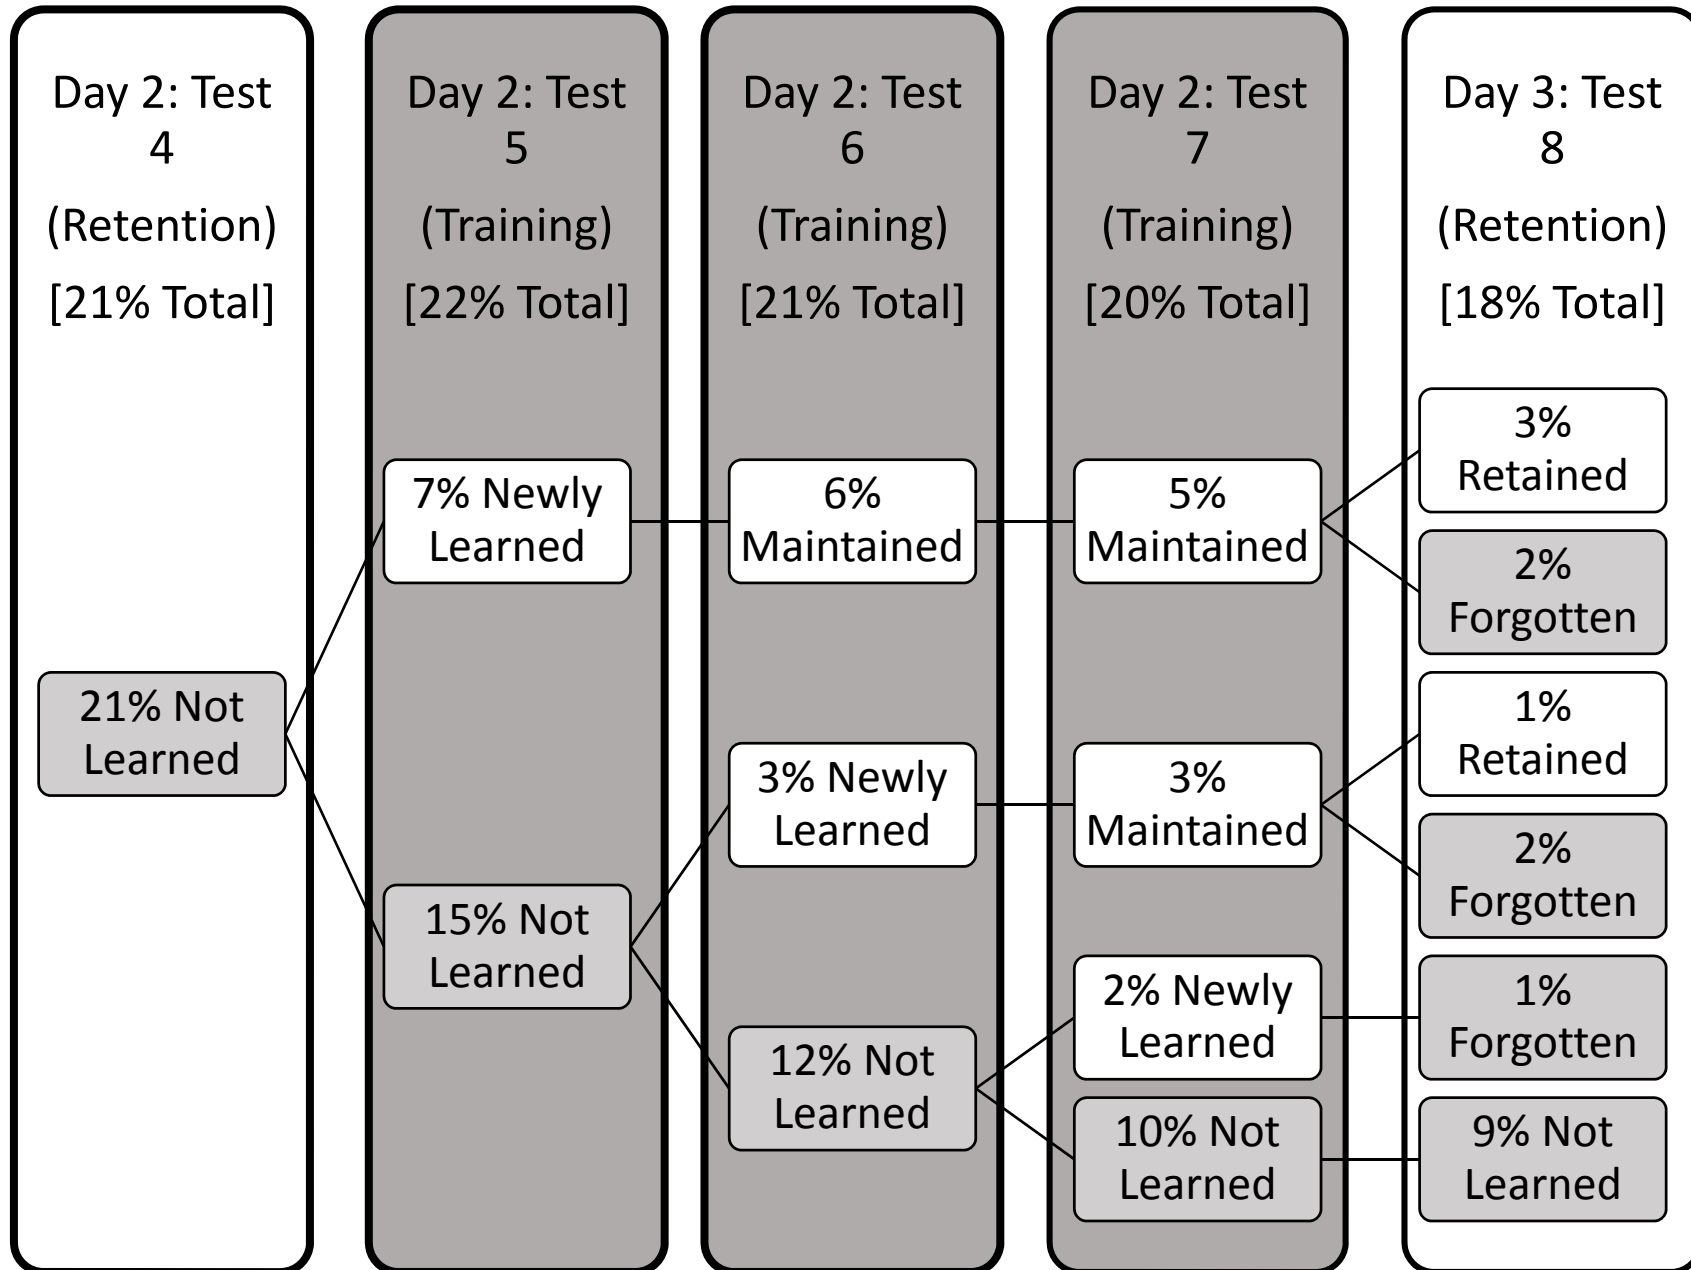 Day 2: Test
4
(Retention)
[21% Total]
21% Not
Learned
Day 2: Test
5
(Training)
[22% Total]
7% Newly
Learned
15% Not
Learned
Day 2: Test
6
(Training)
[21% Total]
6%
Maintained
3% Newly
Learned
12% Not
Learned
Day 2: Test
7
(Training)
[20% Total]
5%
Maintained
3%
Maintained
2% Newly
Learned
10% Not
Learned
Day 3: Test
8
(Retention)
[18% Total]
3%
Retained
2%
Forgotten
1%
Retained
2%
Forgotten
1%
Forgotten
9% Not
Learned